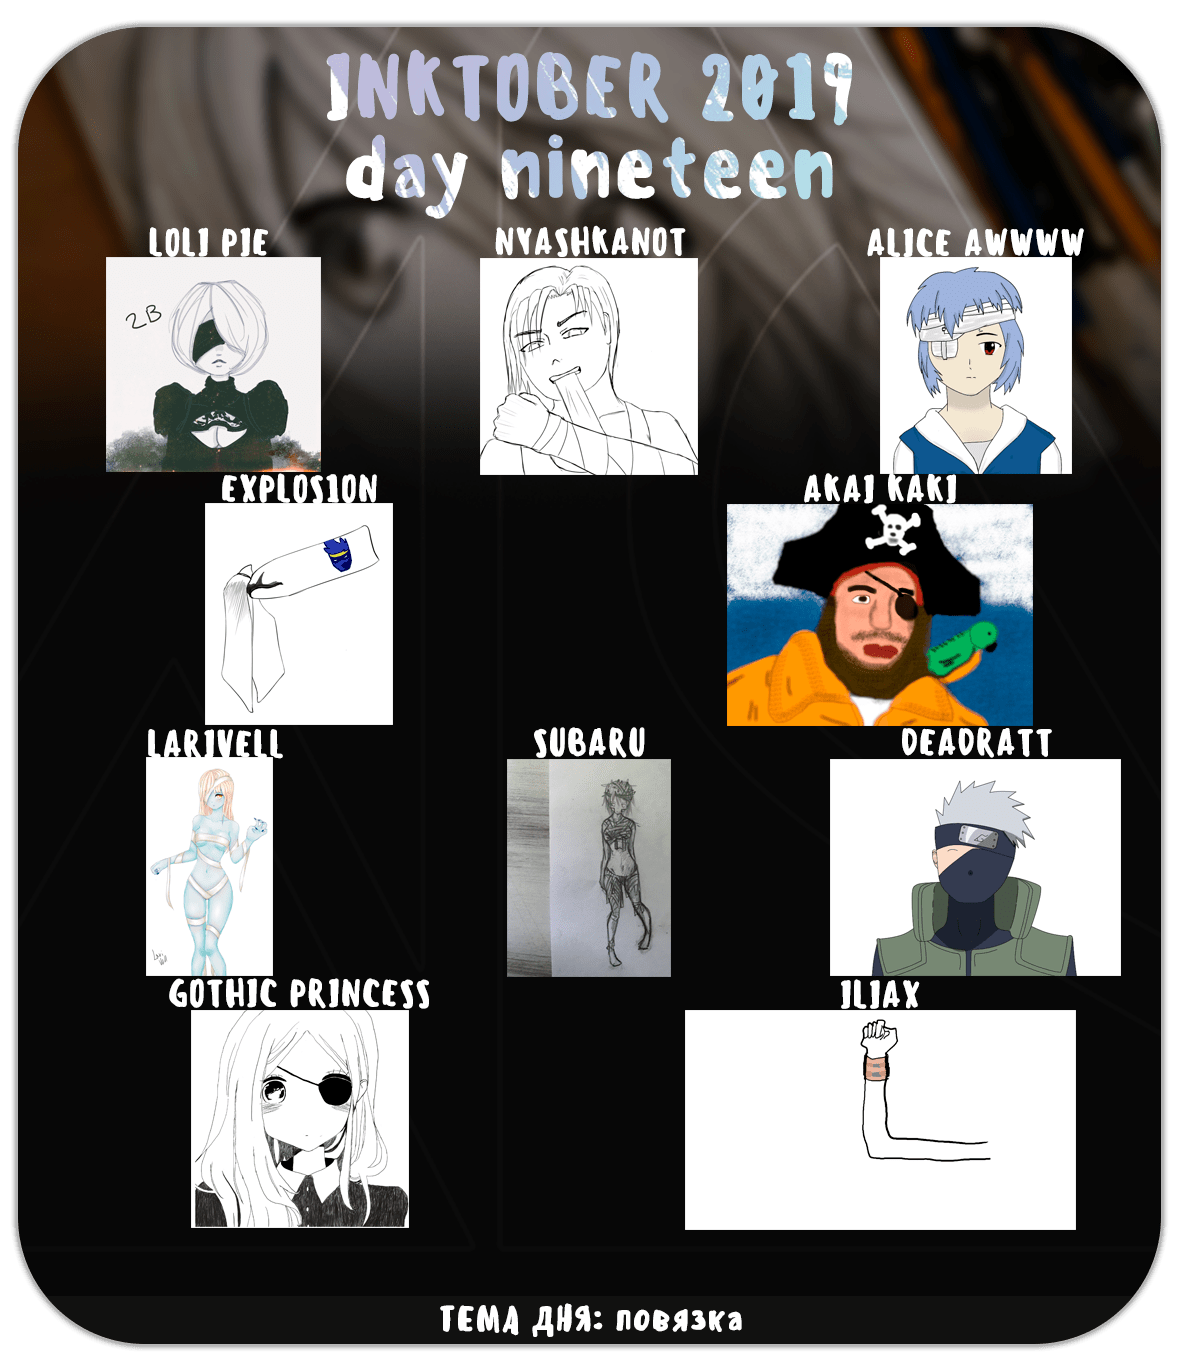 INKTOBER 2019
day nineteen
LOLI PIE
NYASHKANOT
ALICE AWWWW
2B
EXPLOSION
AKAI KAKI
LARIVELL
SUBARU
DEADRATT
GOTHIC PRINCESS
ILIAX
ТЕМА ДНЯ: повязка